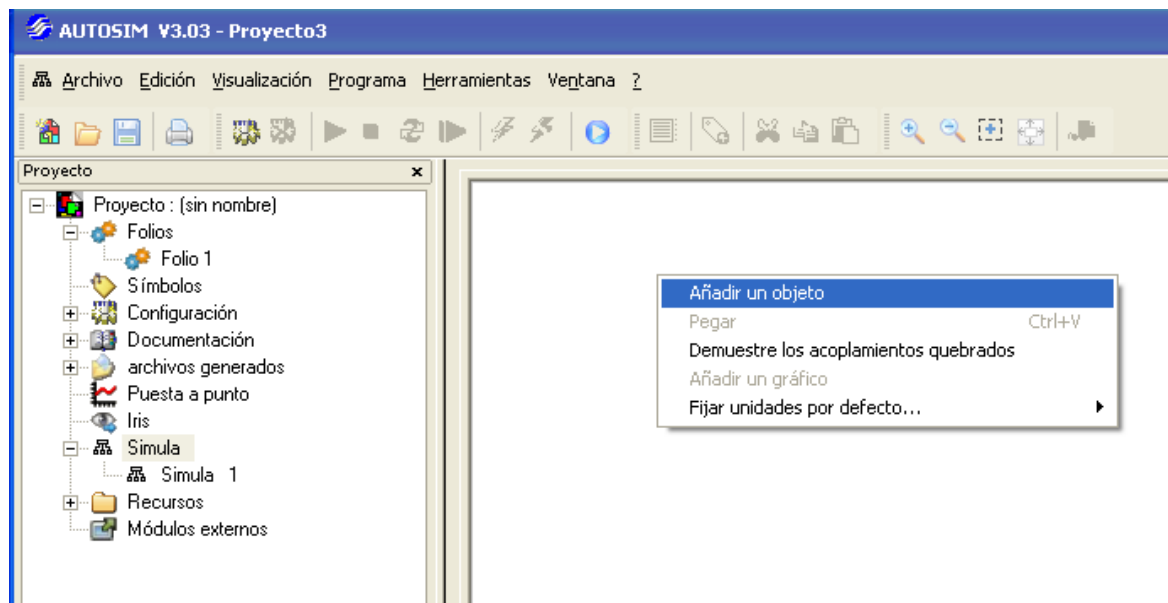 AUTOSIM V3.03 - Proyecto3
Archivo Edición Visualización Programa Herramientas Ventana ?
Proyecto x
Proyecto : (sin nombre)
Folios
Folio 1
Símbolos
Configuración
Documentación
archivos generados
Puesta a punto
Iris
Simula
Simula 1
Recursos
Módulos externos
Añadir un objeto
Pegar Ctrl+V
Demuestre los acoplamientos quebrados
Añadir un gráfico
Fijar unidades por defecto...